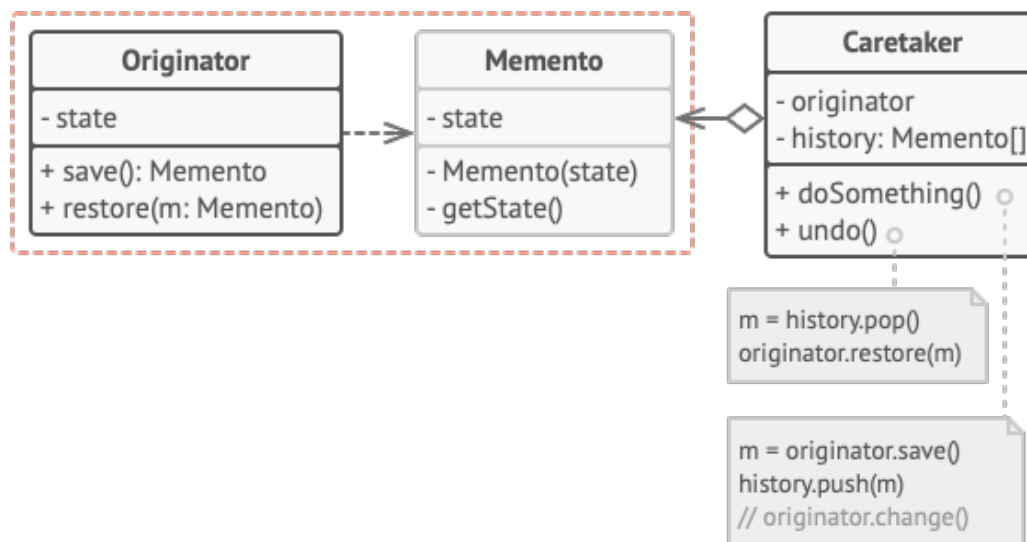 Originator
- state
+ save(): Memento
+ restore(m: Memento)
Memento
- state
- Memento(state)
- getState()
Caretaker
- originator
- history: Memento[]
+ doSomething()
+ undo()
m = history.pop()
originator.restore(m)
m = originator.save()
history.push(m)
// originator.change()